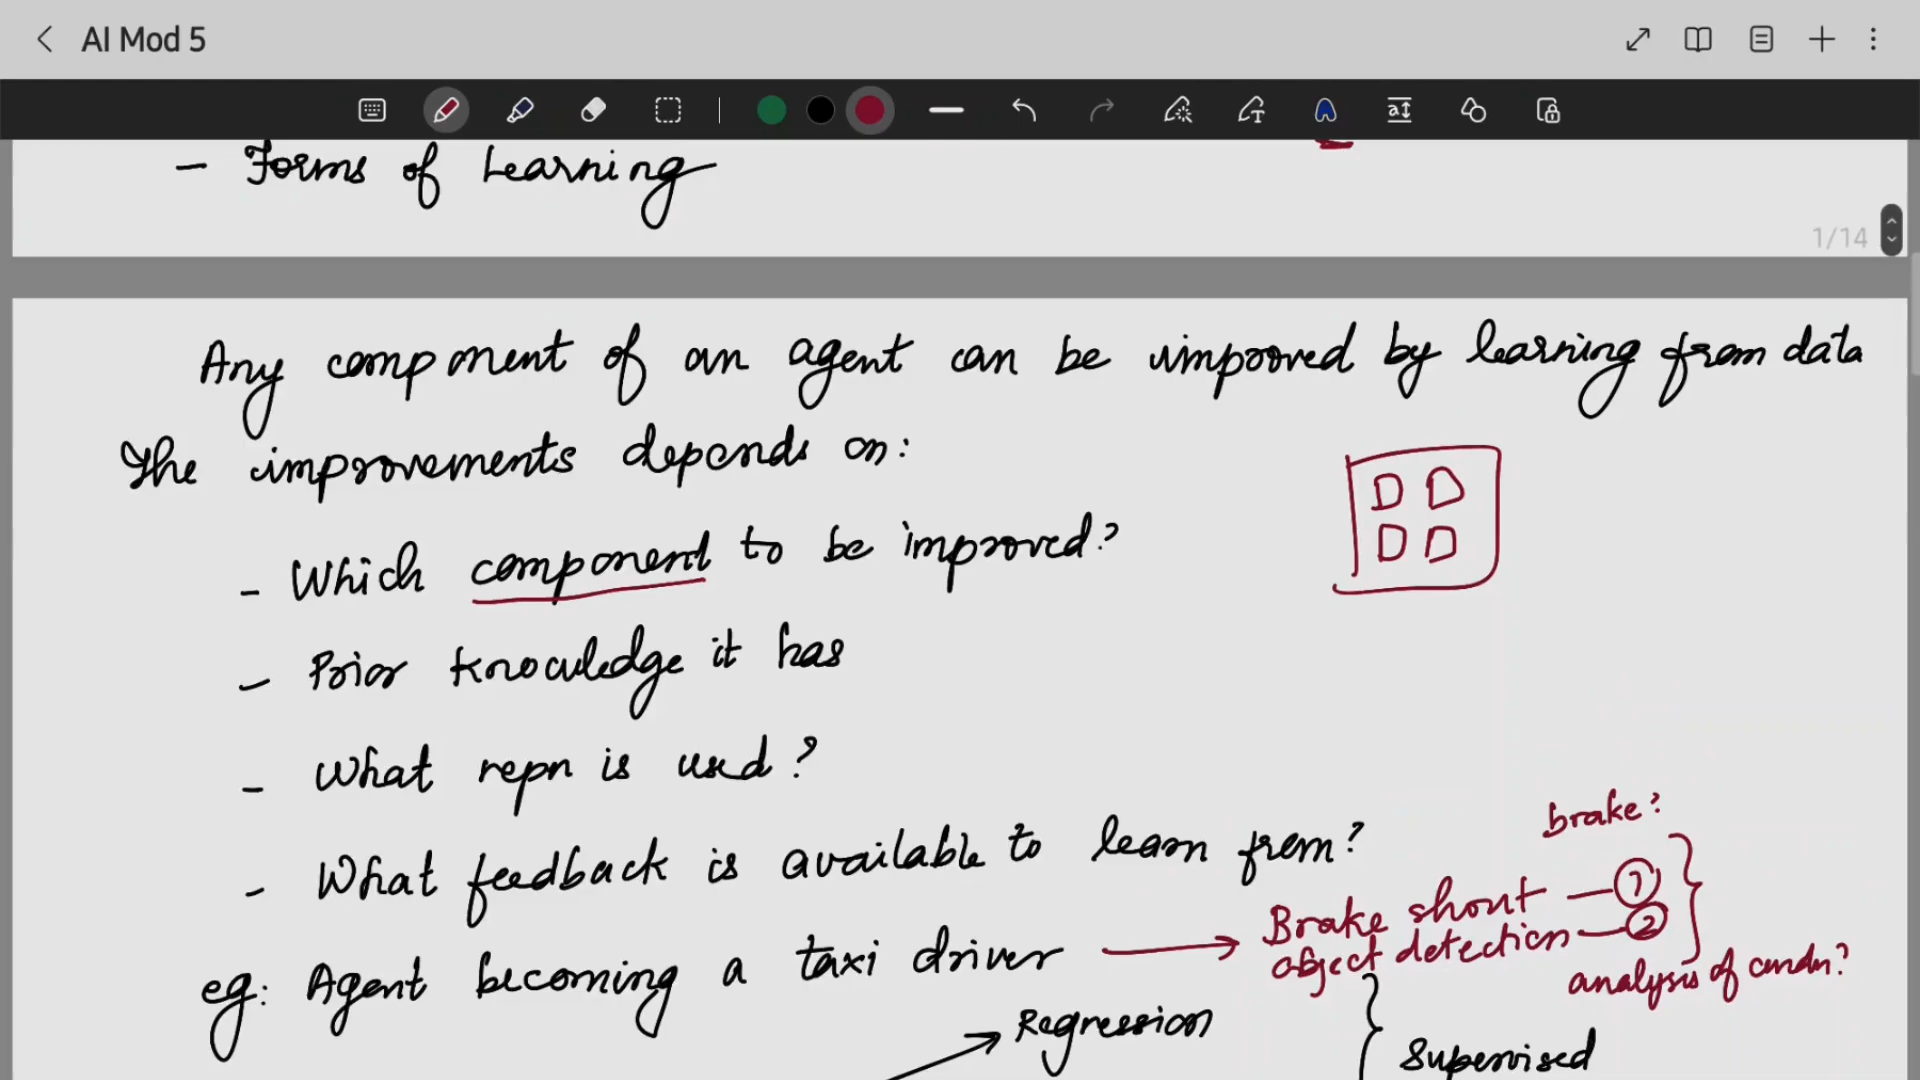 AI Mod 5
- Forms of Learning
1/14
Any component of an agent can be improved by learning from data
The improvements depends on:
D D
D D
- Which component to be improved?
- Prior Knowledge it has
- What repn is used?
brake?
- What feedback is available to learn from?
Brake shout - 1
object detection - 2
eg: Agent becoming a taxi driver
analysis of condn?
Regression
Supervised